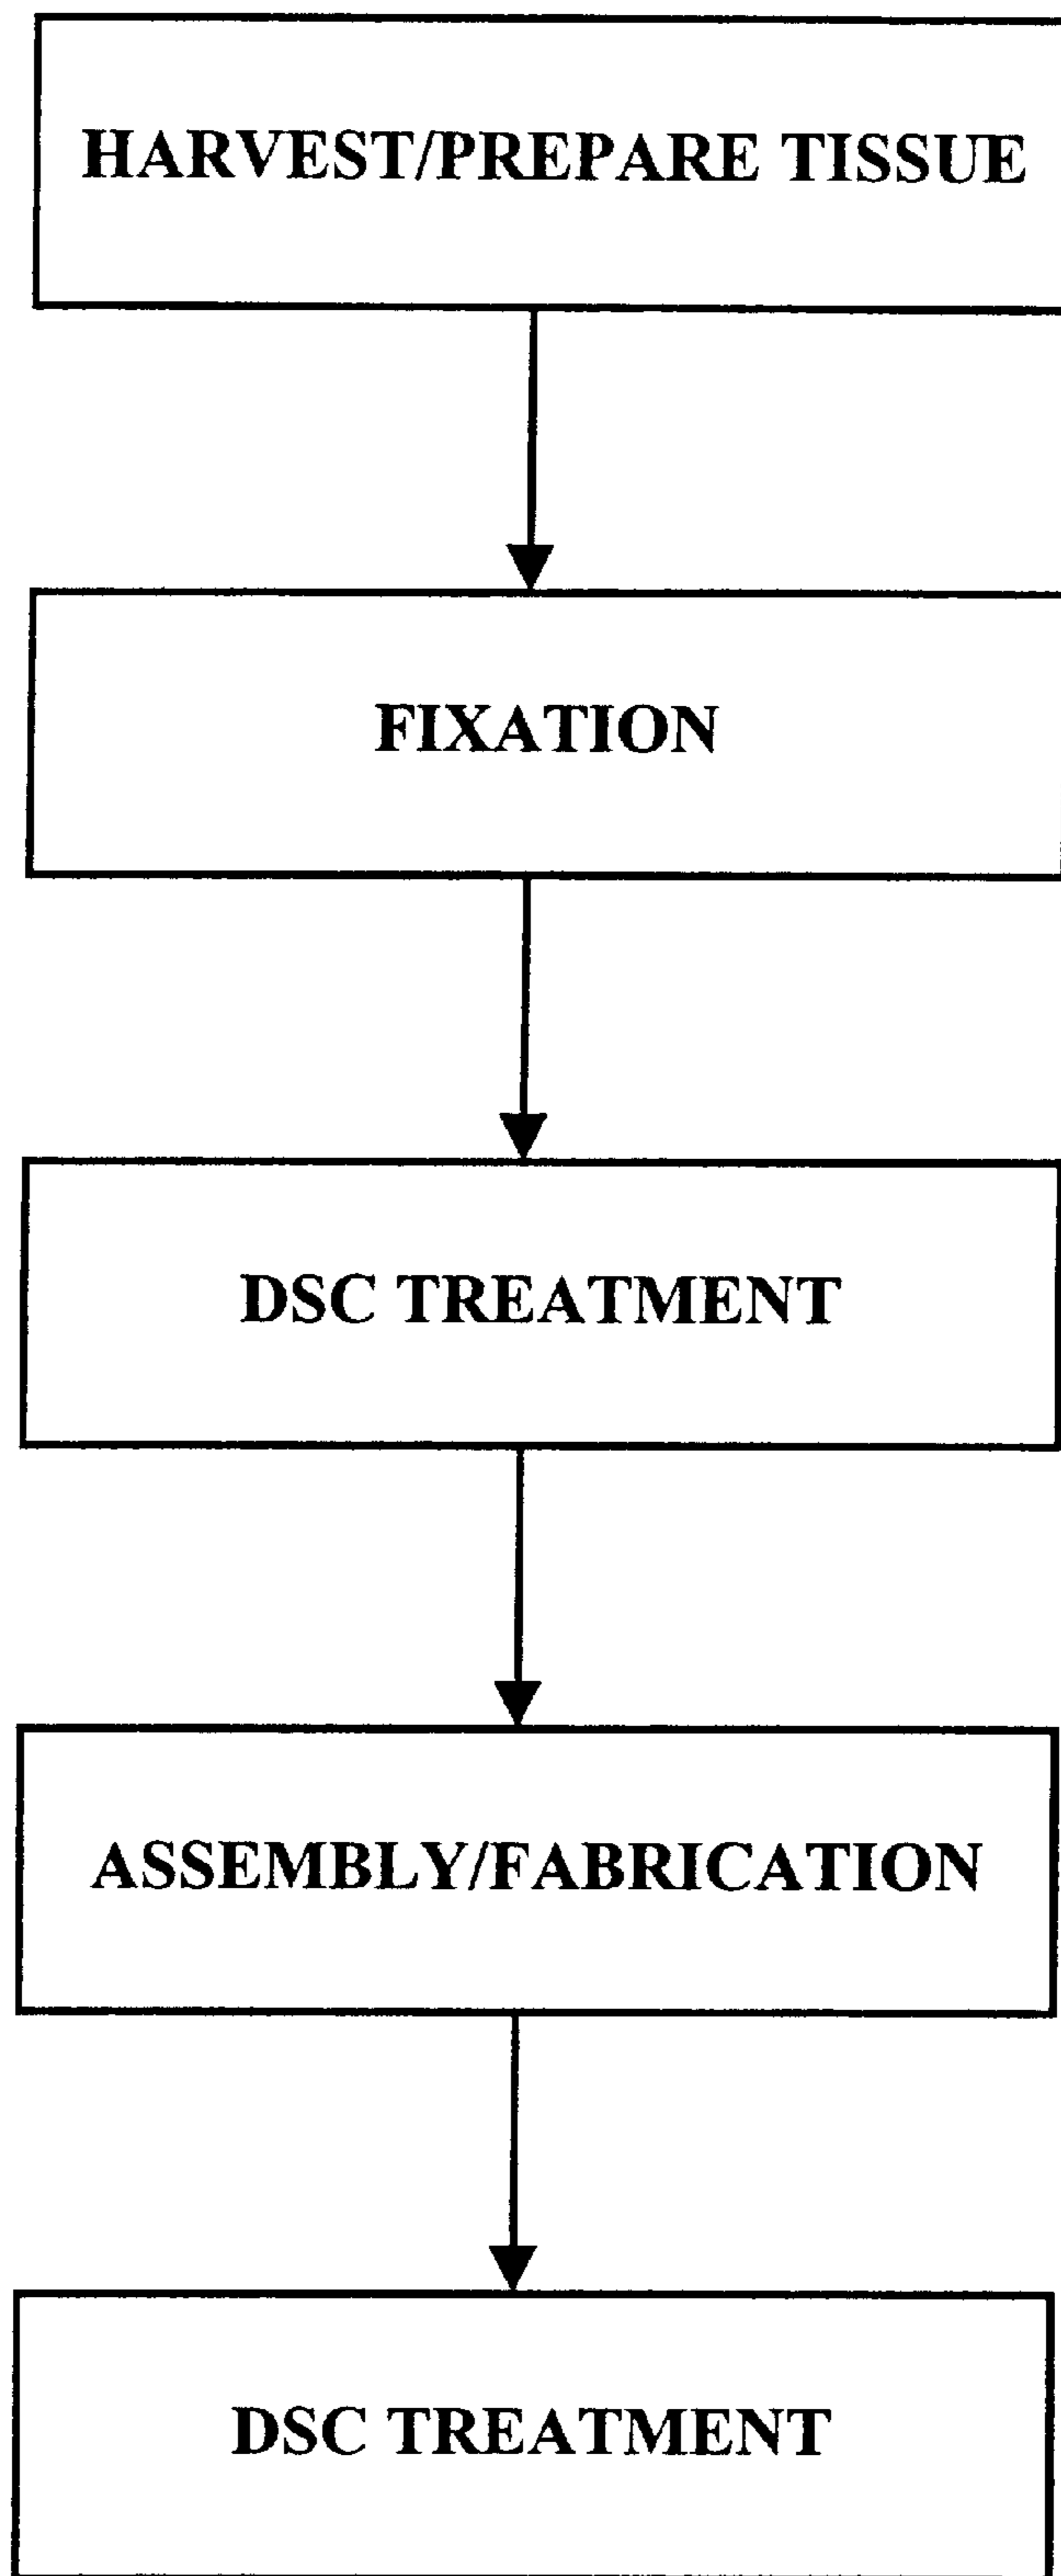 HARVEST/PREPARE TISSUE
FIXATION
DSC TREATMENT
ASSEMBLY/FABRICATION
DSC TREATMENT